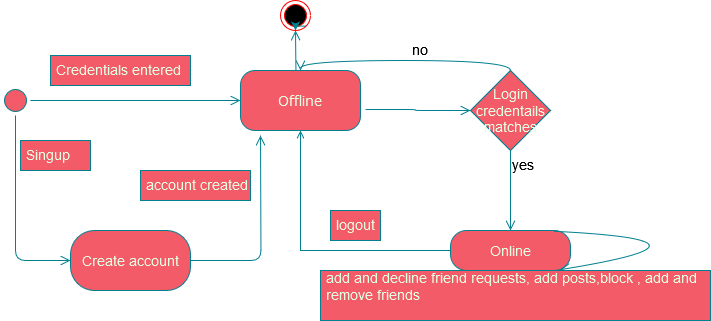 no
Credentials entered
Offline
Login
credentails
matches
Singup
yes
account created
logout
Create account
Online
add and decline friend requests, add posts,block , add and
remove friends